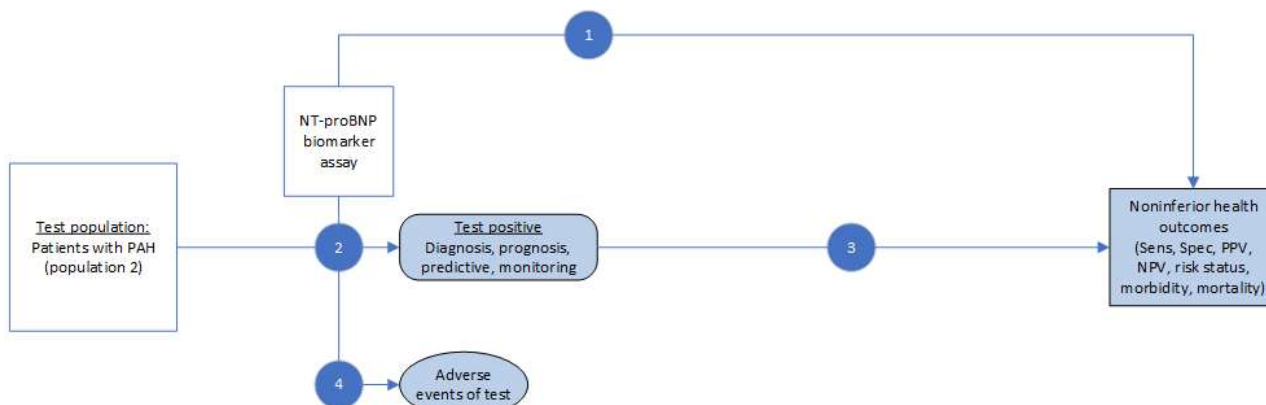 1
NT-proBNP
biomarker
assay
Test population:
Patients with PAH
(population 2)
2
Test positive
Diagnosis, prognosis,
predictive, monitoring
3
Noninferior health
outcomes
(Sens, Spec, PPV,
NPV, risk status,
morbidity, mortality)
4
Adverse
events of test